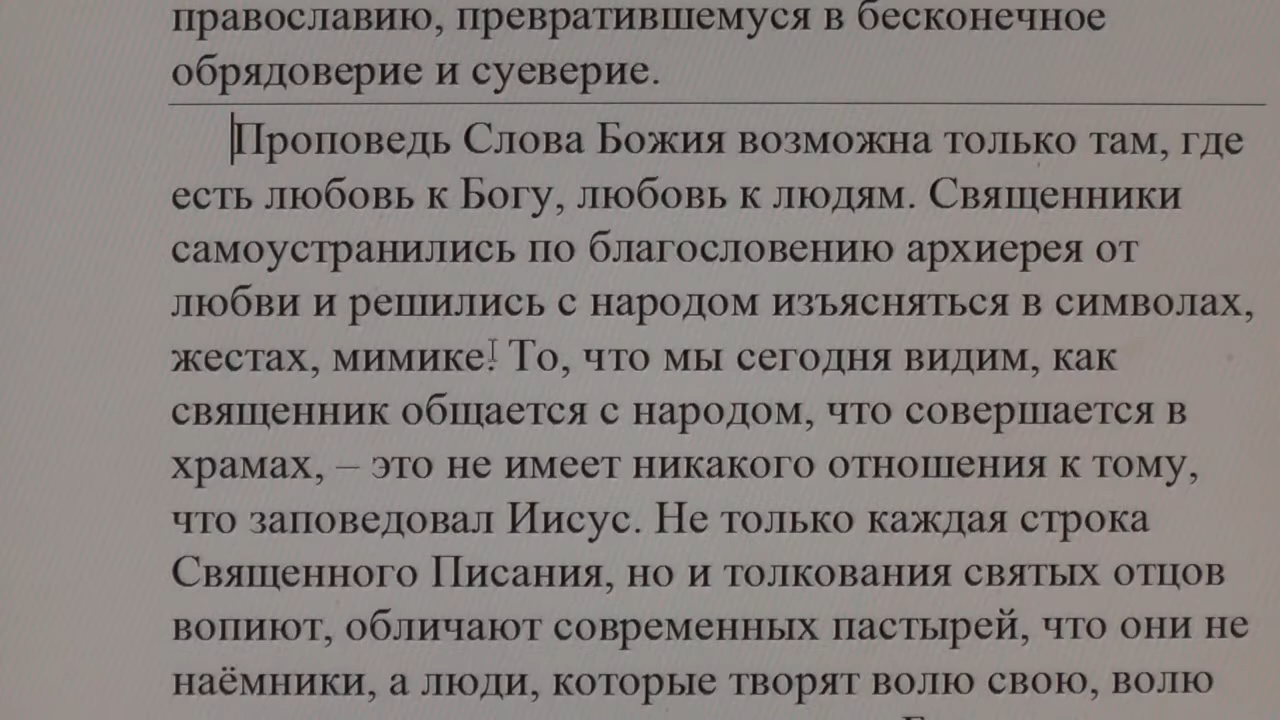 православию, превратившемуся в бесконечное
обрядоверие и суеверие.
Проповедь Слова Божия возможна только там, где
есть любовь к Богу, любовь к людям. Священники
самоустранились по благословению архиерея от
любви и решились с народом изъясняться в символах,
жестах, мимике! То, что мы сегодня видим, как
священник общается с народом, что совершается в
храмах, – это не имеет никакого отношения к тому,
что заповедовал Иисус. Не только каждая строка
Священного Писания, но и толкования святых отцов
вопиют, обличают современных пастырей, что они не
наёмники, а люди, которые творят волю свою, волю